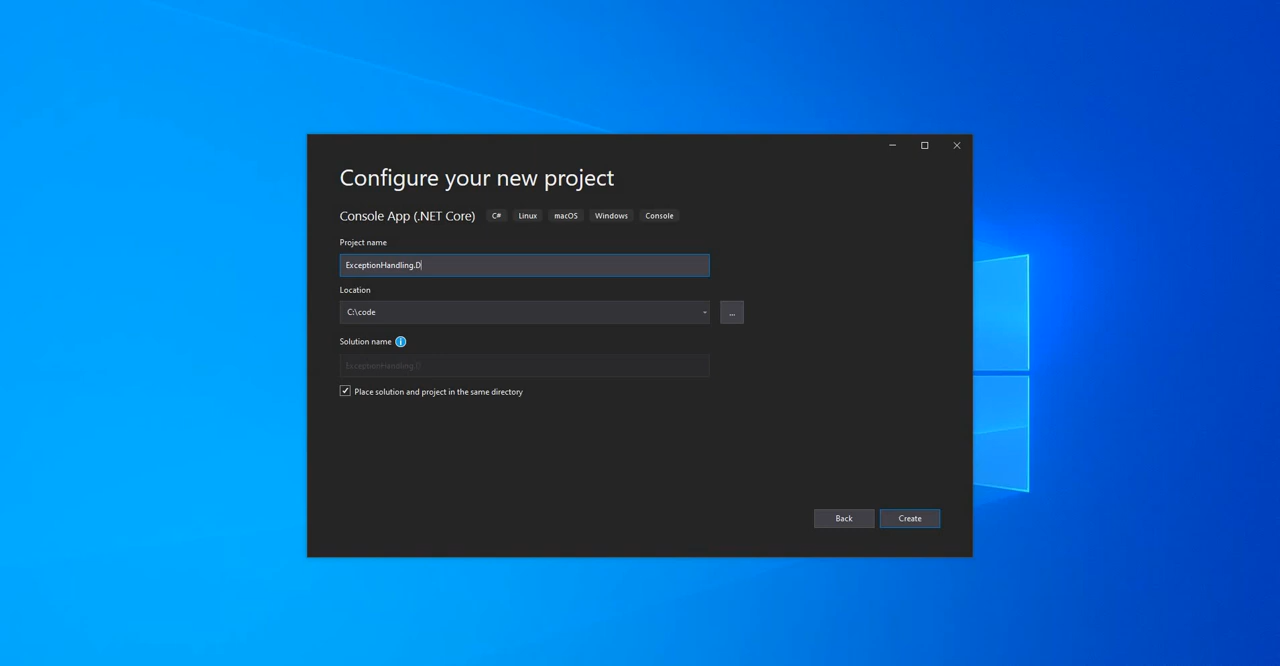 Configure your new project
Console App (.NET Core) C# Linux macOS Windows Console
Project name
ExceptionHandling.D
Location
C:\code
...
Solution name
Place solution and project in the same directory
Back Create